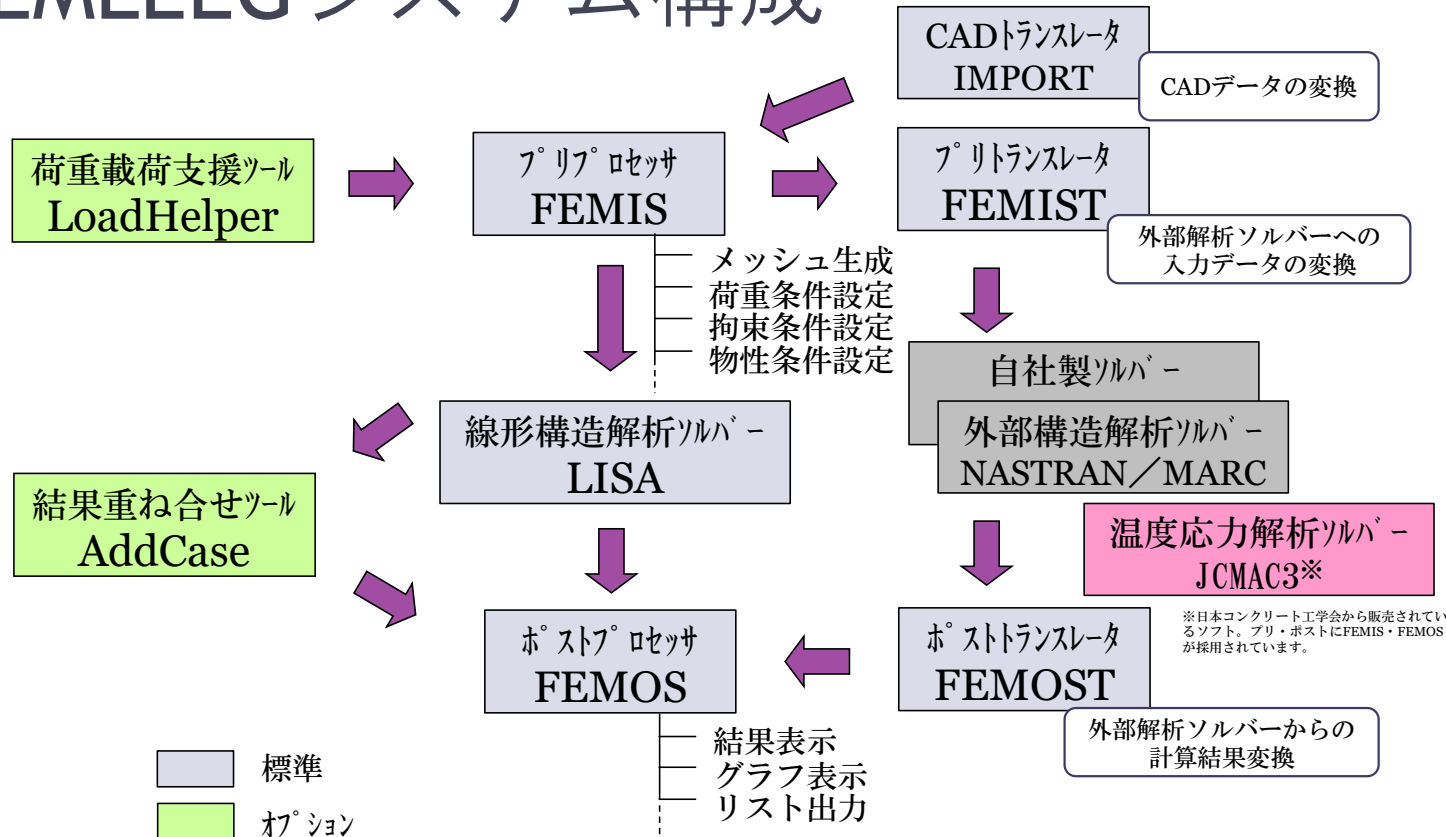 EMLEEGシステム構成
CADトランスレータ
IMPORT
CADデータの変換
荷重載荷支援ツール
LoadHelper
プリプロセッサ
FEMIS
プリトランスレータ
FEMIST
外部解析ソルバーへの
入力データの変換
メッシュ生成
荷重条件設定
拘束条件設定
物性条件設定
自社製ソルバー
外部構造解析ソルバー
NASTRAN／MARC
線形構造解析ソルバー
LISA
結果重ね合せツール
AddCase
温度応力解析ソルバー
JCMAC3※
※日本コンクリート工学会から販売されてい
るソフト。プリ・ポストにFEMIS・FEMOS
が採用されています。
ポストプロセッサ
FEMOS
ポストトランスレータ
FEMOST
外部解析ソルバーからの
計算結果変換
結果表示
グラフ表示
リスト出力
標準
オプション